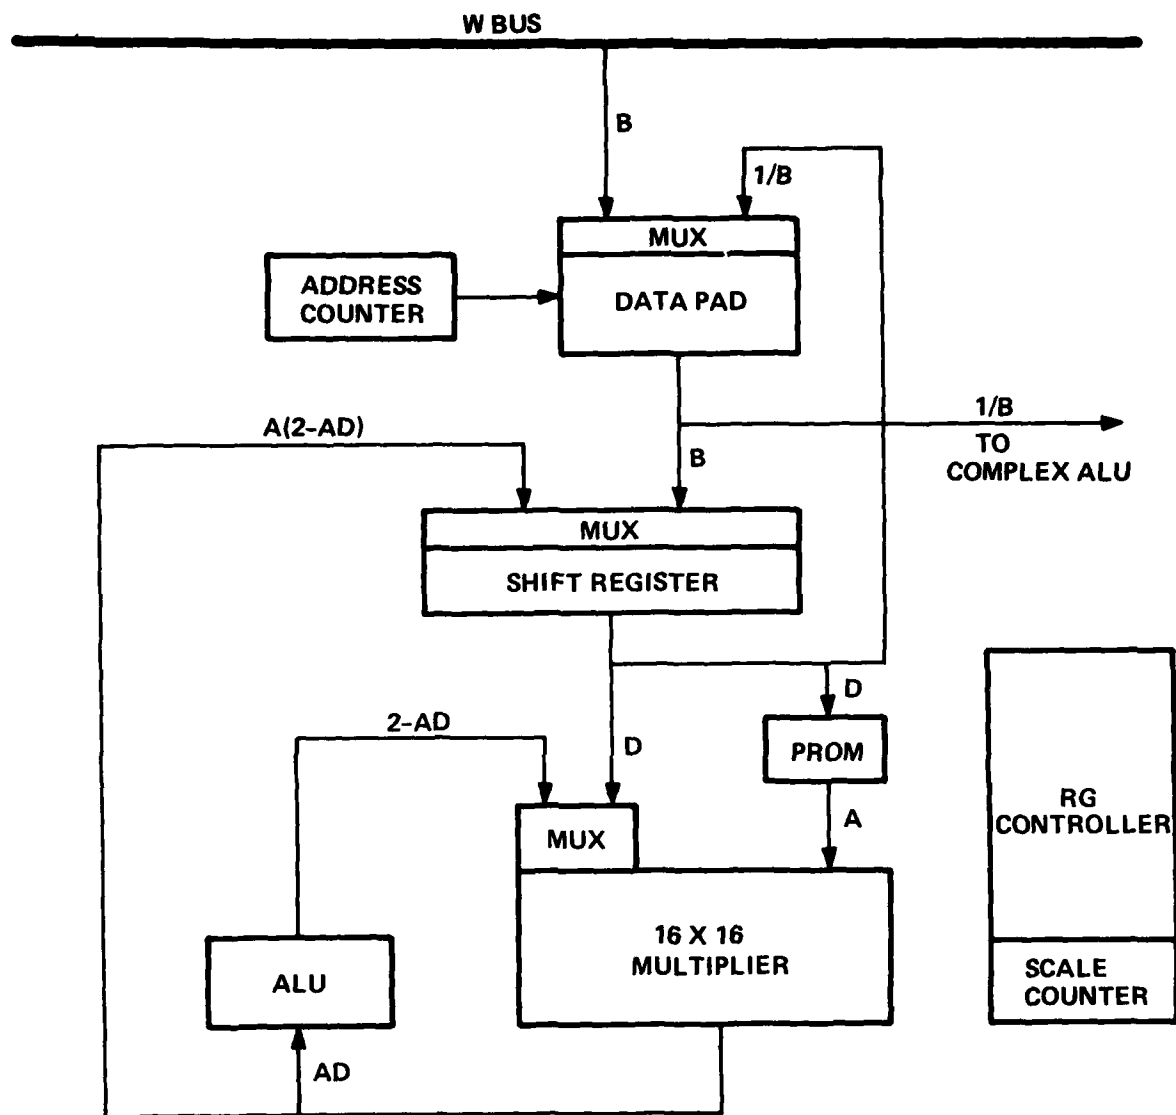 W BUS
B
1/B
MUX
ADDRESS
COUNTER
DATA PAD
A(2-AD)
1/B
TO
COMPLEX ALU
B
MUX
SHIFT REGISTER
D
2-AD
D
PROM
A
MUX
RG
CONTROLLER
16 X 16
MULTIPLIER
ALU
SCALE
COUNTER
AD